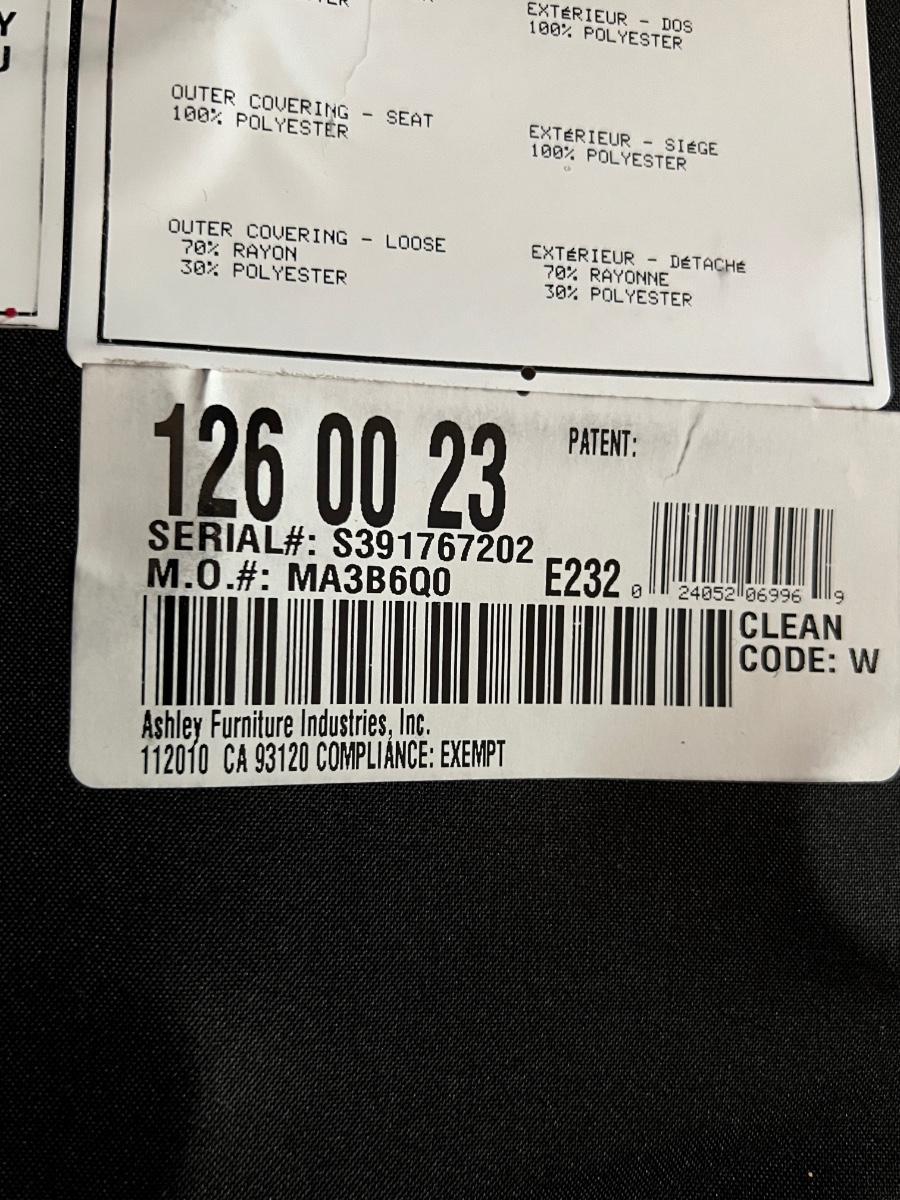 EXTÉRIEUR - DOS
100% POLYESTER
OUTER COVERING - SEAT
100% POLYESTER
EXTÉRIEUR - SIÉGE
100% POLYESTER
OUTER COVERING - LOOSE
70% RAYON
30% POLYESTER
EXTÉRIEUR - DÉTACHÉ
70% RAYONNE
30% POLYESTER
126 00 23
PATENT:
SERIAL#: S391767202
M.O.#: MA3B6Q0
E232
0 24052 06996 9
CLEAN
CODE: W
Ashley Furniture Industries, Inc.
112010 CA 93120 COMPLIANCE: EXEMPT